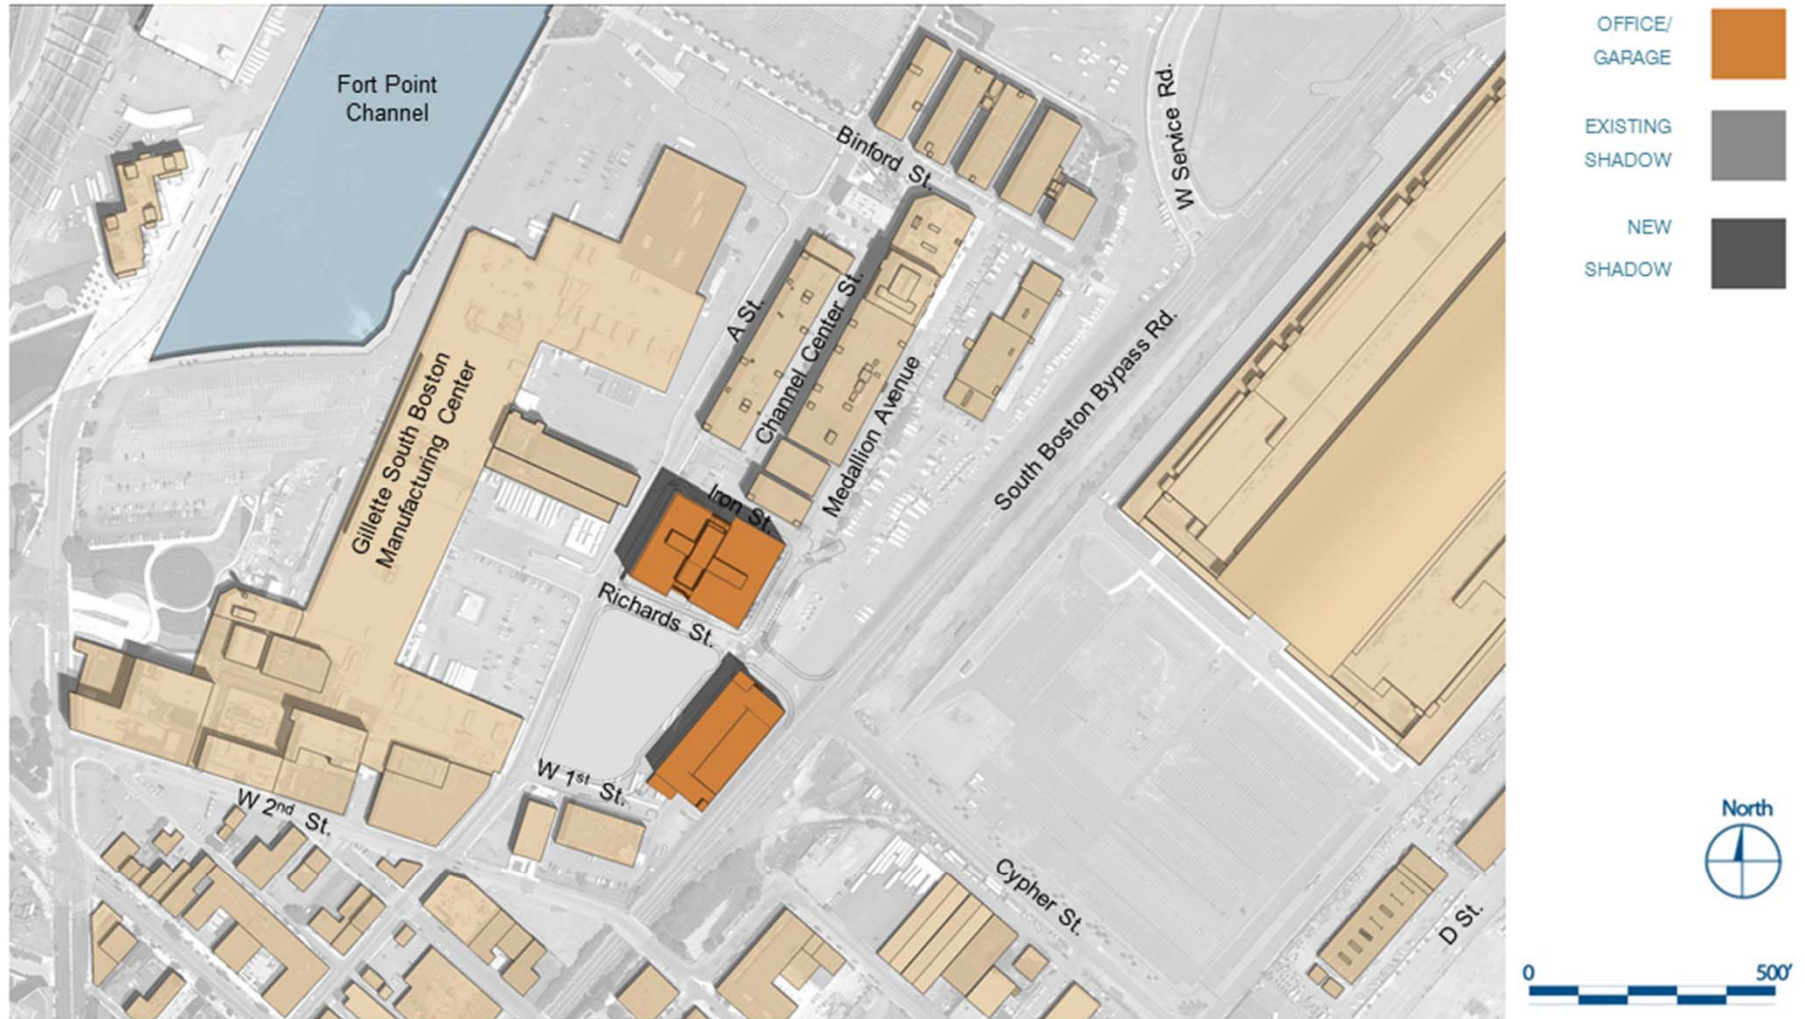 OFFICE/
GARAGE
EXISTING
SHADOW
NEW
SHADOW
Fort Point
Channel
Binford St.
W Service Rd.
A St.
Channel Center St.
Medallion Avenue
South Boston Bypass Rd.
Gillette South Boston
Manufacturing Center
Iron St.
Richards St.
W 1st St.
W 2nd St.
Cypher St.
D St.
North
0 500'